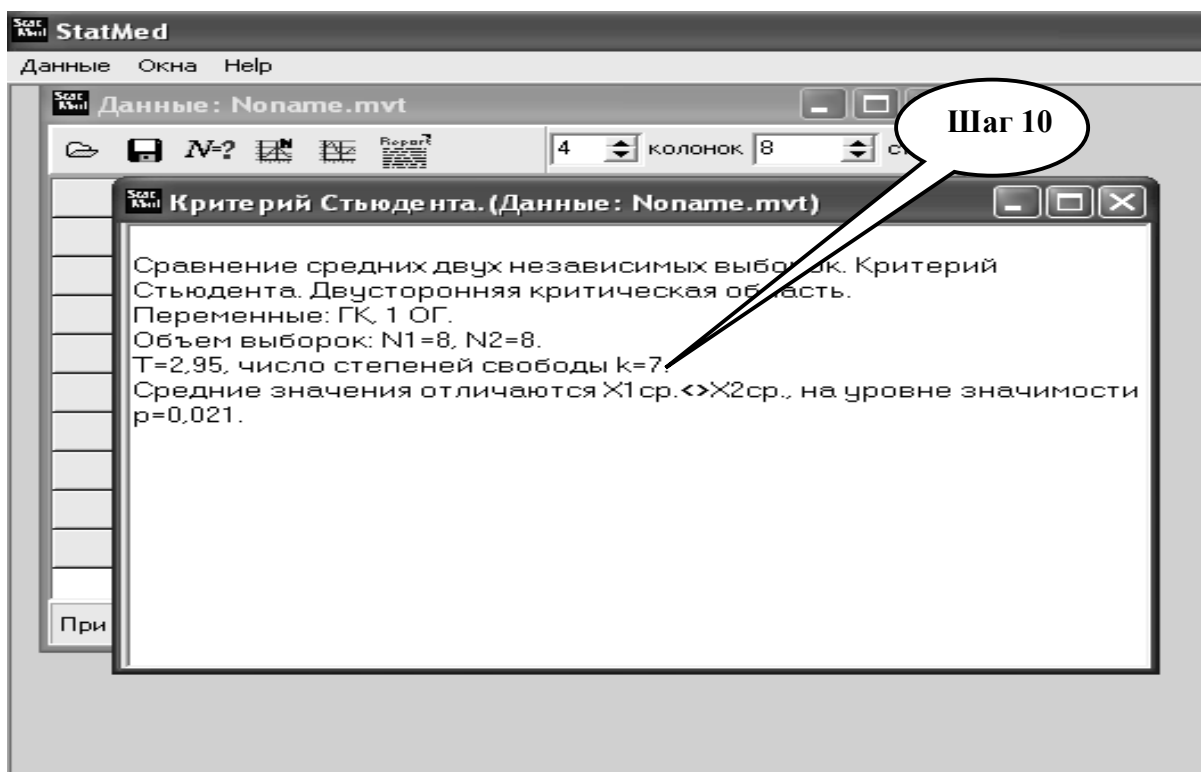 StatMed
Данные Окна Help
Данные: Noname.mvt
N=? Report 4 колонок 8
Шаг 10
Критерий Стьюдента. (Данные: Noname.mvt)
Сравнение средних двух независимых выборок. Критерий
Стьюдента. Двусторонняя критическая область.
Переменные: ГК, 1 ОГ.
Объем выборок: N1=8, N2=8.
T=2,95, число степеней свободы k=7.
Средние значения отличаются X1ср.<>X2ср., на уровне значимости
p=0,021.
При